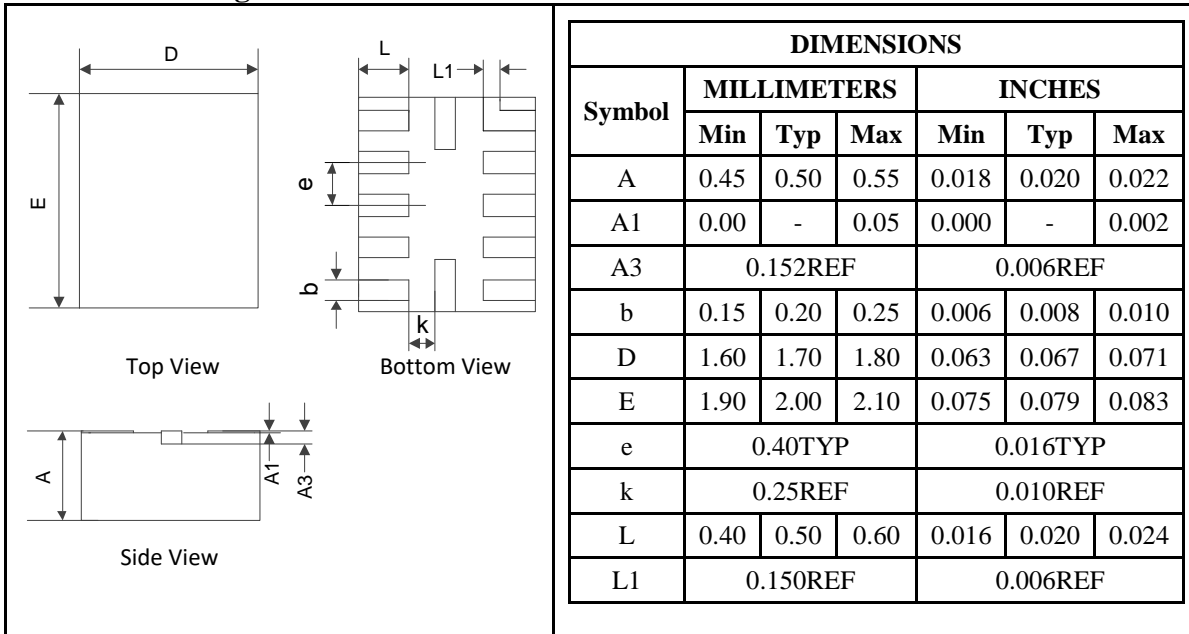 D
E
Top View
L
L1
e
b
k
Bottom View
A
A1
A3
Side View
DIMENSIONS
Symbol MILLIMETERS INCHES
Min Typ Max Min Typ Max
A 0.45 0.50 0.55 0.018 0.020 0.022
A1 0.00 - 0.05 0.000 - 0.002
A3 0.152REF 0.006REF
b 0.15 0.20 0.25 0.006 0.008 0.010
D 1.60 1.70 1.80 0.063 0.067 0.071
E 1.90 2.00 2.10 0.075 0.079 0.083
e 0.40TYP 0.016TYP
k 0.25REF 0.010REF
L 0.40 0.50 0.60 0.016 0.020 0.024
L1 0.150REF 0.006REF